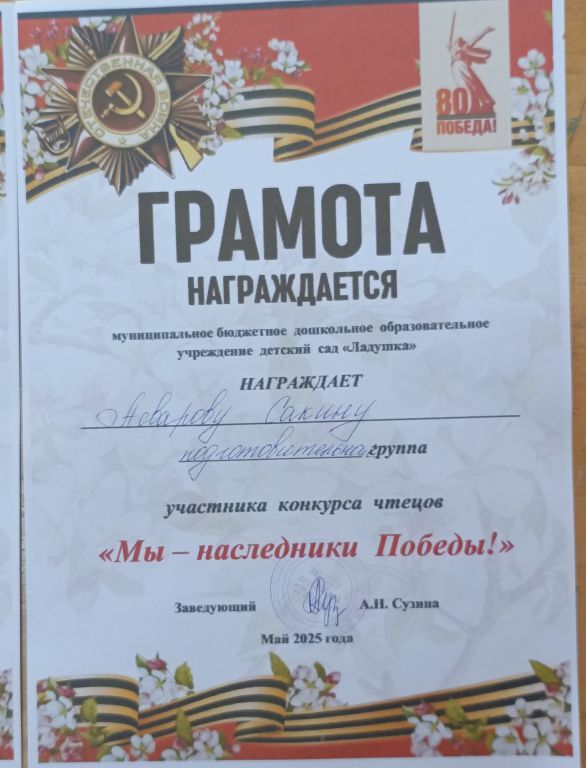 ОТЕЧЕСТВЕННАЯ ВОЙНА
80
ПОБЕДА!
ГРАМОТА
НАГРАЖДАЕТСЯ
муниципальное бюджетное дошкольное образовательное
учреждение детский сад «Ладушка»
НАГРАЖДАЕТ
Асварову Сакину
подготовительная группа
участника конкурса чтецов
«Мы – наследники Победы!»
Заведующий А.Н. Сузина
Май 2025 года